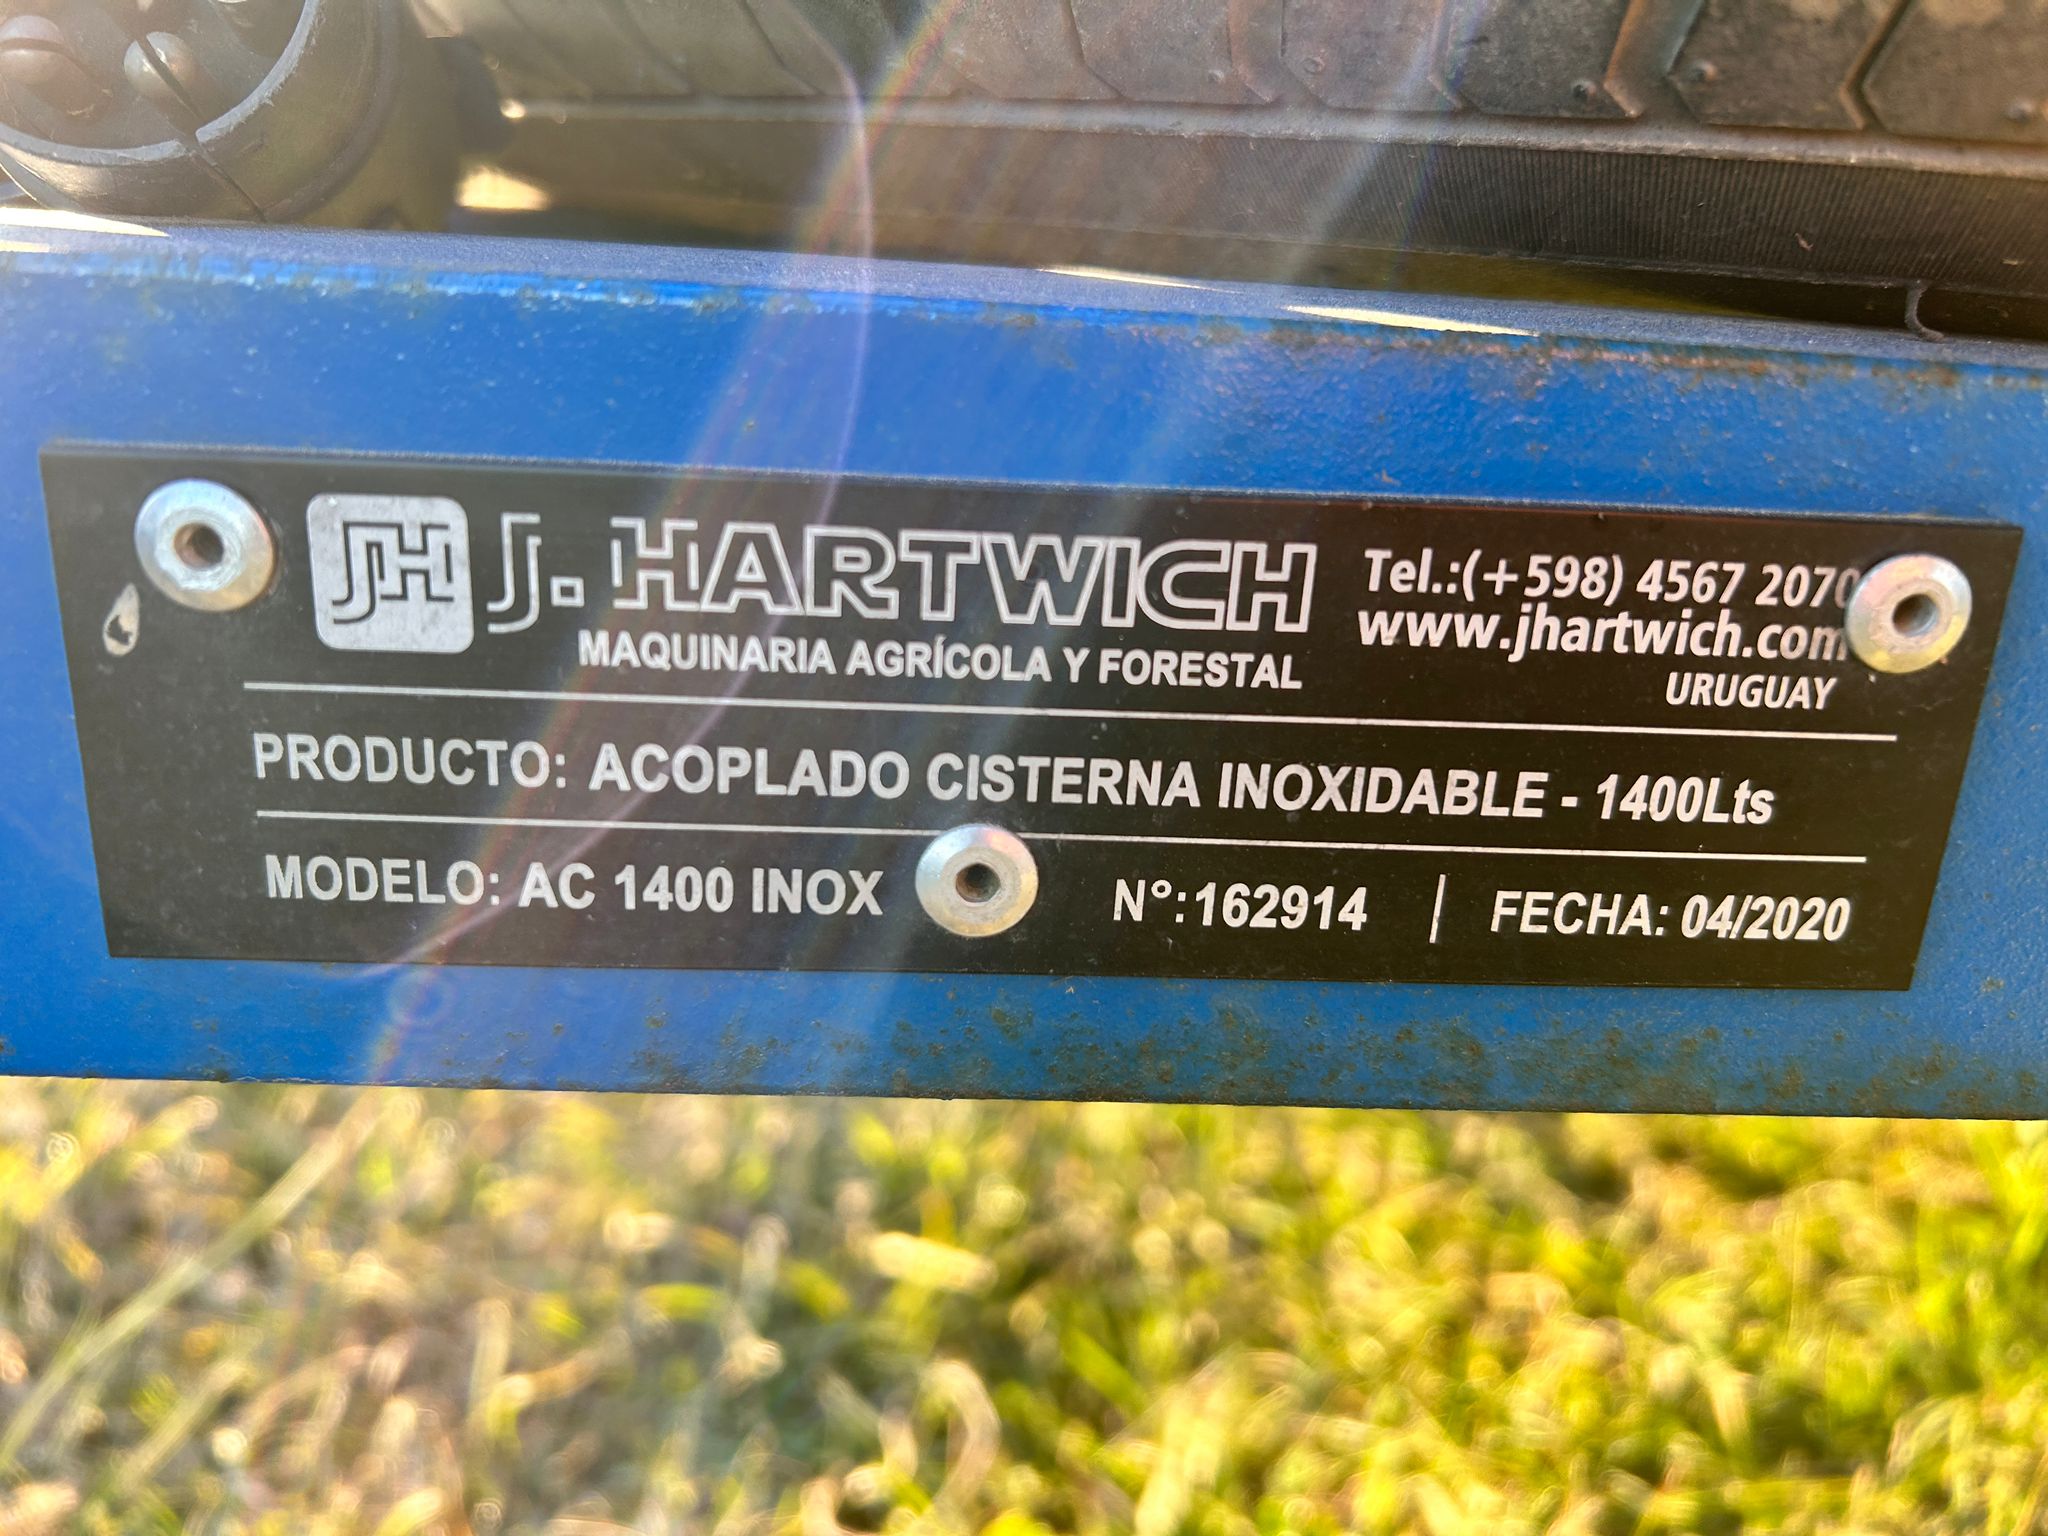 JH J. HARTWICH
MAQUINARIA AGRÍCOLA Y FORESTAL
Tel.:(+598) 4567 2070
www.jhartwich.com
URUGUAY
PRODUCTO: ACOPLADO CISTERNA INOXIDABLE - 1400Lts
MODELO: AC 1400 INOX N°:162914 | FECHA: 04/2020